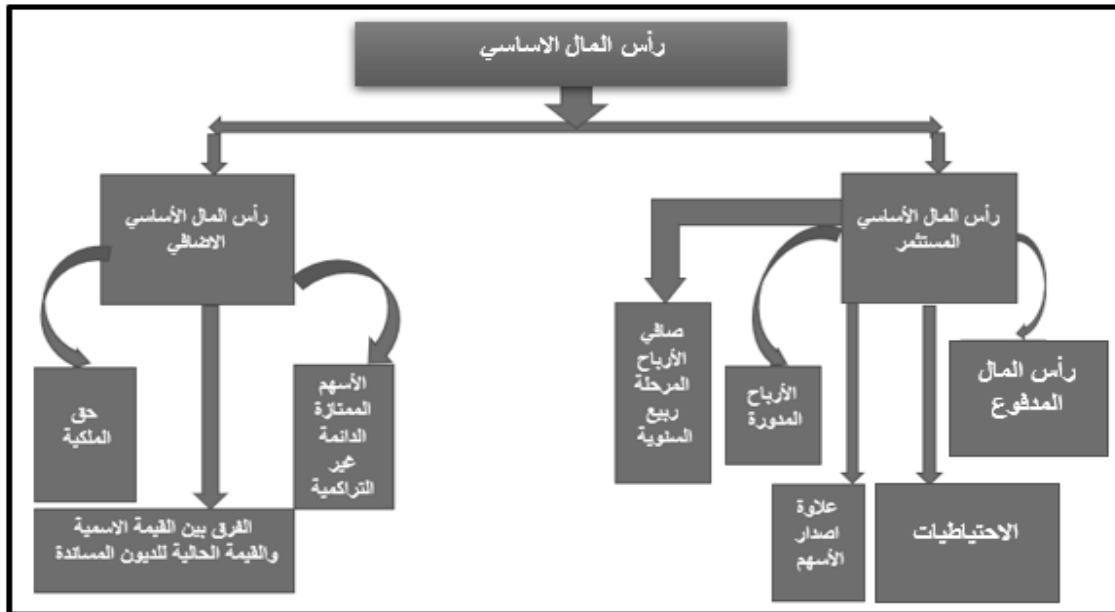 رأس المال الاساسي
رأس المال الأساسي
المستثمر
رأس المال الأساسي
الاضافي
رأس المال
المدفوع
الاحتياطيات
علاوة
اصدار
الأسهم
الأرباح
المدورة
صافي
الأرباح
المرحلة
ربيع
السنوية
الأسهم
الممتازة
الدائمة
غير
التراكمية
الفرق بين القيمة الاسمية
والقيمة الحالية للديون المساندة
حق
الملكية